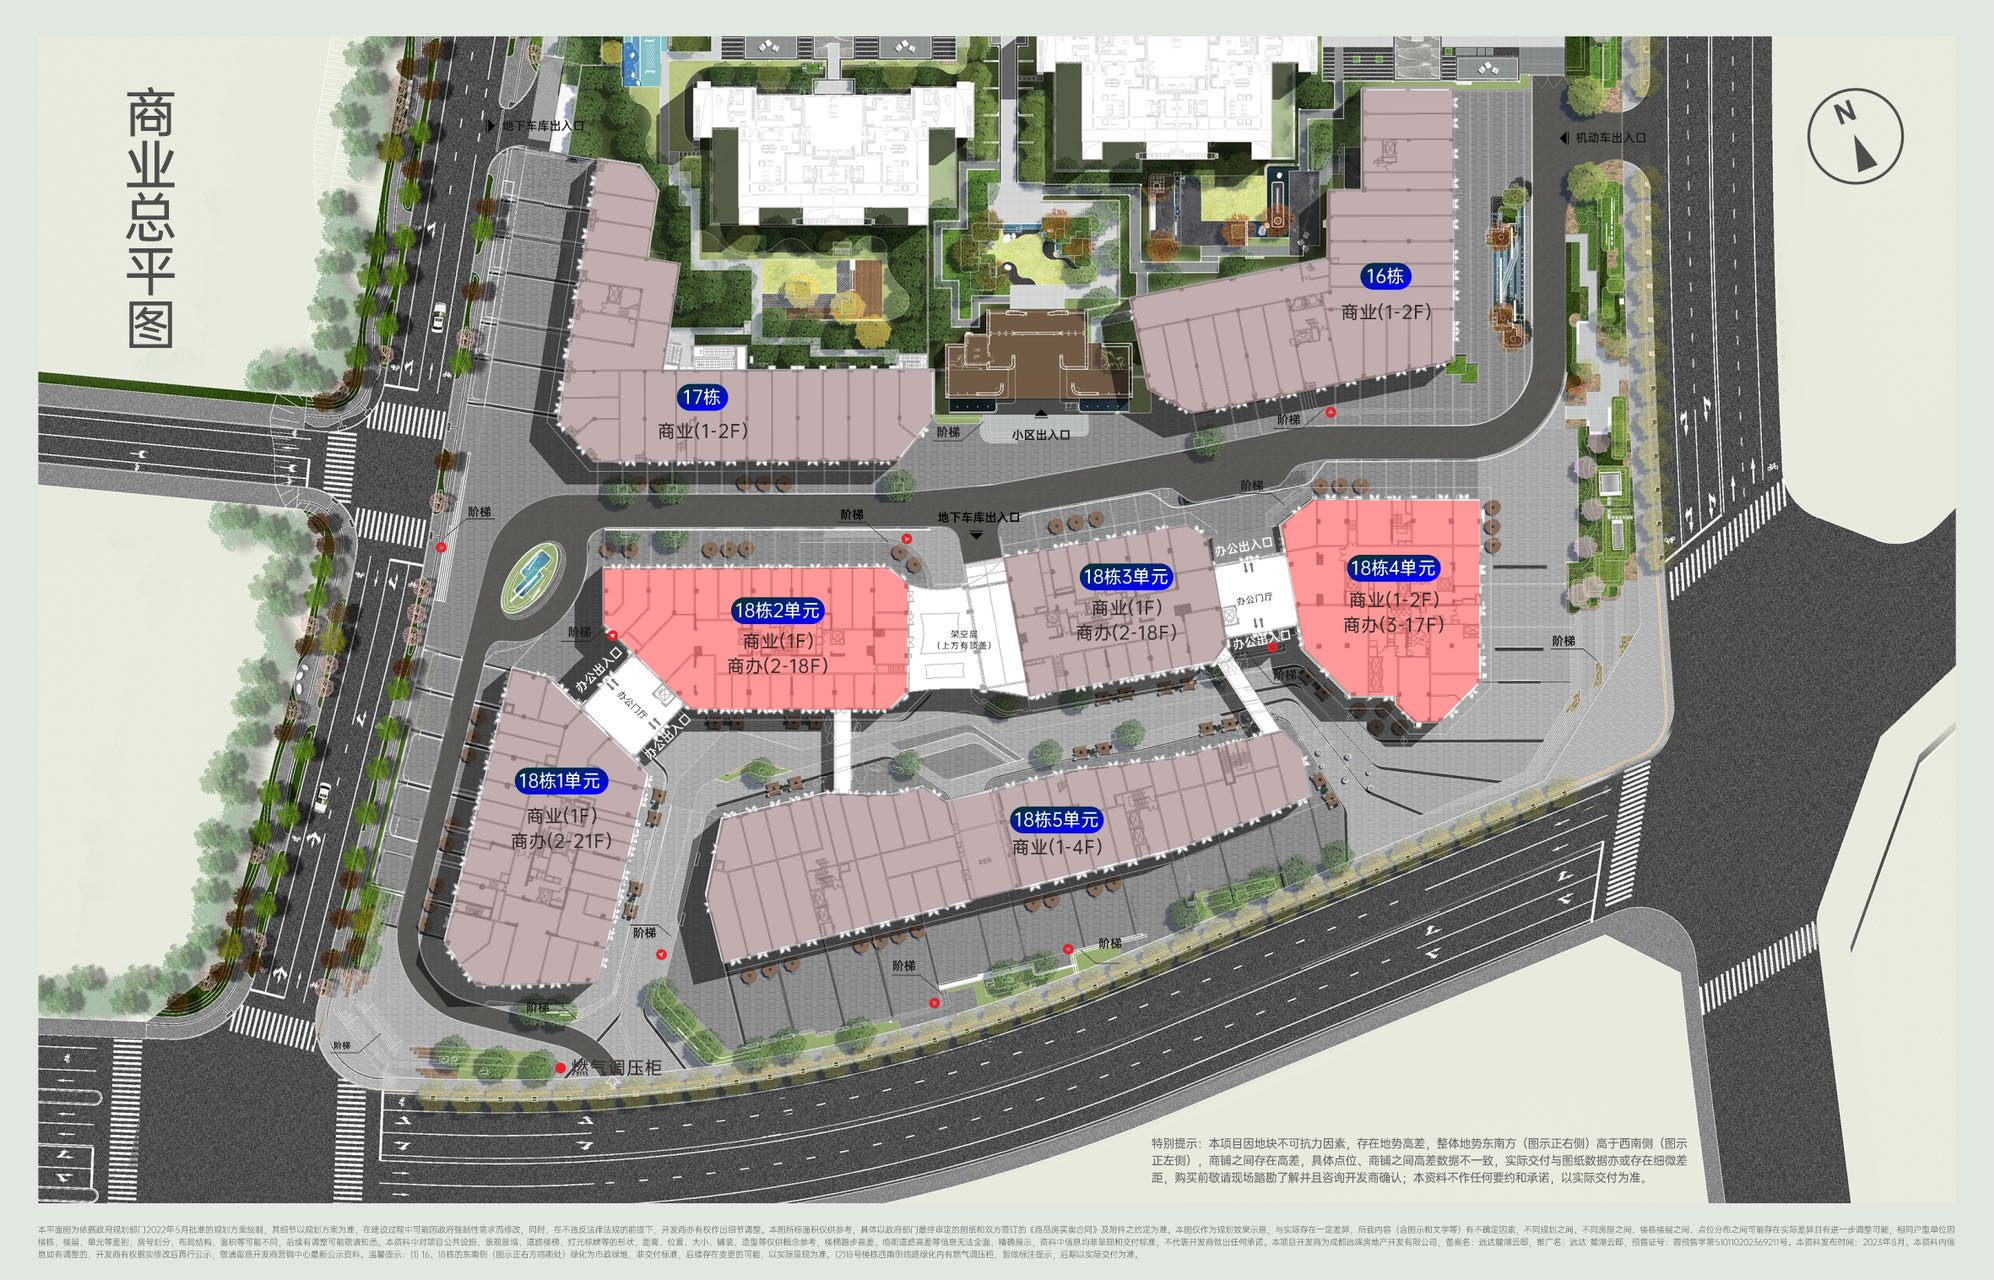 商业总平图
N
地下车库出入口
机动车出入口
16栋
商业(1-2F)
17栋
商业(1-2F)
阶梯
小区出入口
阶梯
阶梯
阶梯
地下车库出入口
阶梯
办公出入口
18栋2单元
商业(1F)
商办(2-18F)
18栋3单元
商业(1F)
商办(2-18F)
18栋4单元
商业(1-2F)
商办(3-17F)
办公门厅
办公出入口
架空层
(上方有顶盖)
阶梯
阶梯
阶梯
办公出入口
办公门厅
办公出入口
18栋1单元
商业(1F)
商办(2-21F)
18栋5单元
商业(1-4F)
阶梯
阶梯
阶梯
阶梯
阶梯
燃气调压柜
特别提示：本项目因地块不可抗力因素，存在地势高差，整体地势东南方（图示正右侧）高于西南侧（图示
正左侧），商铺之间存在高差，具体点位、商铺之间高差数据不一致，实际交付与图纸数据亦或存在细微差
距，购买前敬请现场踏勘了解并且咨询开发商确认；本资料不作任何要约和承诺，以实际交付为准。